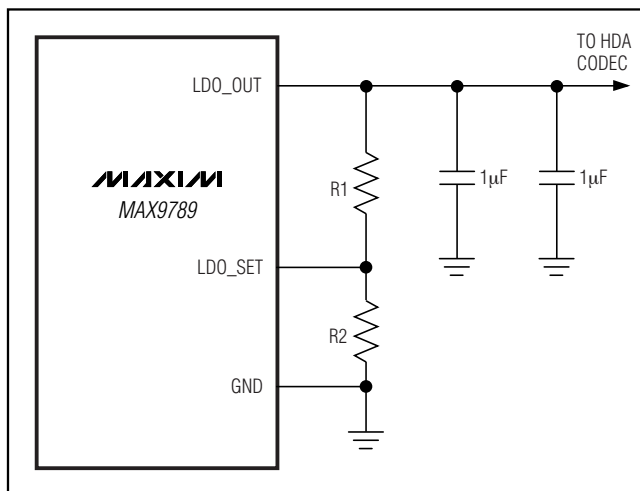 TO HDA
CODEC
LDO_OUT
R1
1µF
1µF
MAXIM
MAX9789
LDO_SET
R2
GND